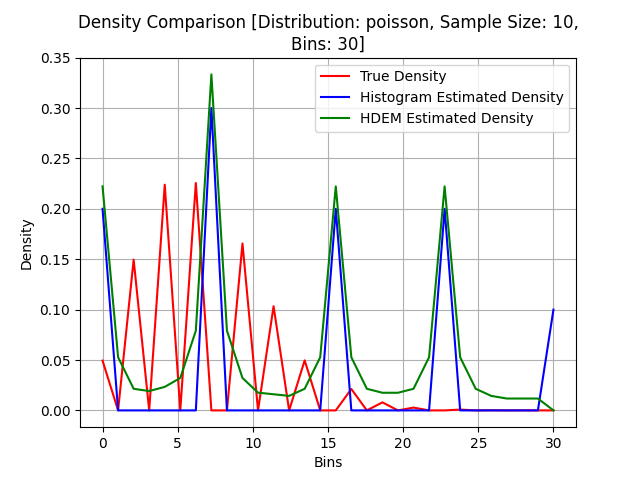 Density Comparison [Distribution: poisson, Sample Size: 10,
Bins: 30]
True Density
Histogram Estimated Density
HDEM Estimated Density
Density
0.35
0.30
0.25
0.20
0.15
0.10
0.05
0.00
0 5 10 15 20 25 30
Bins